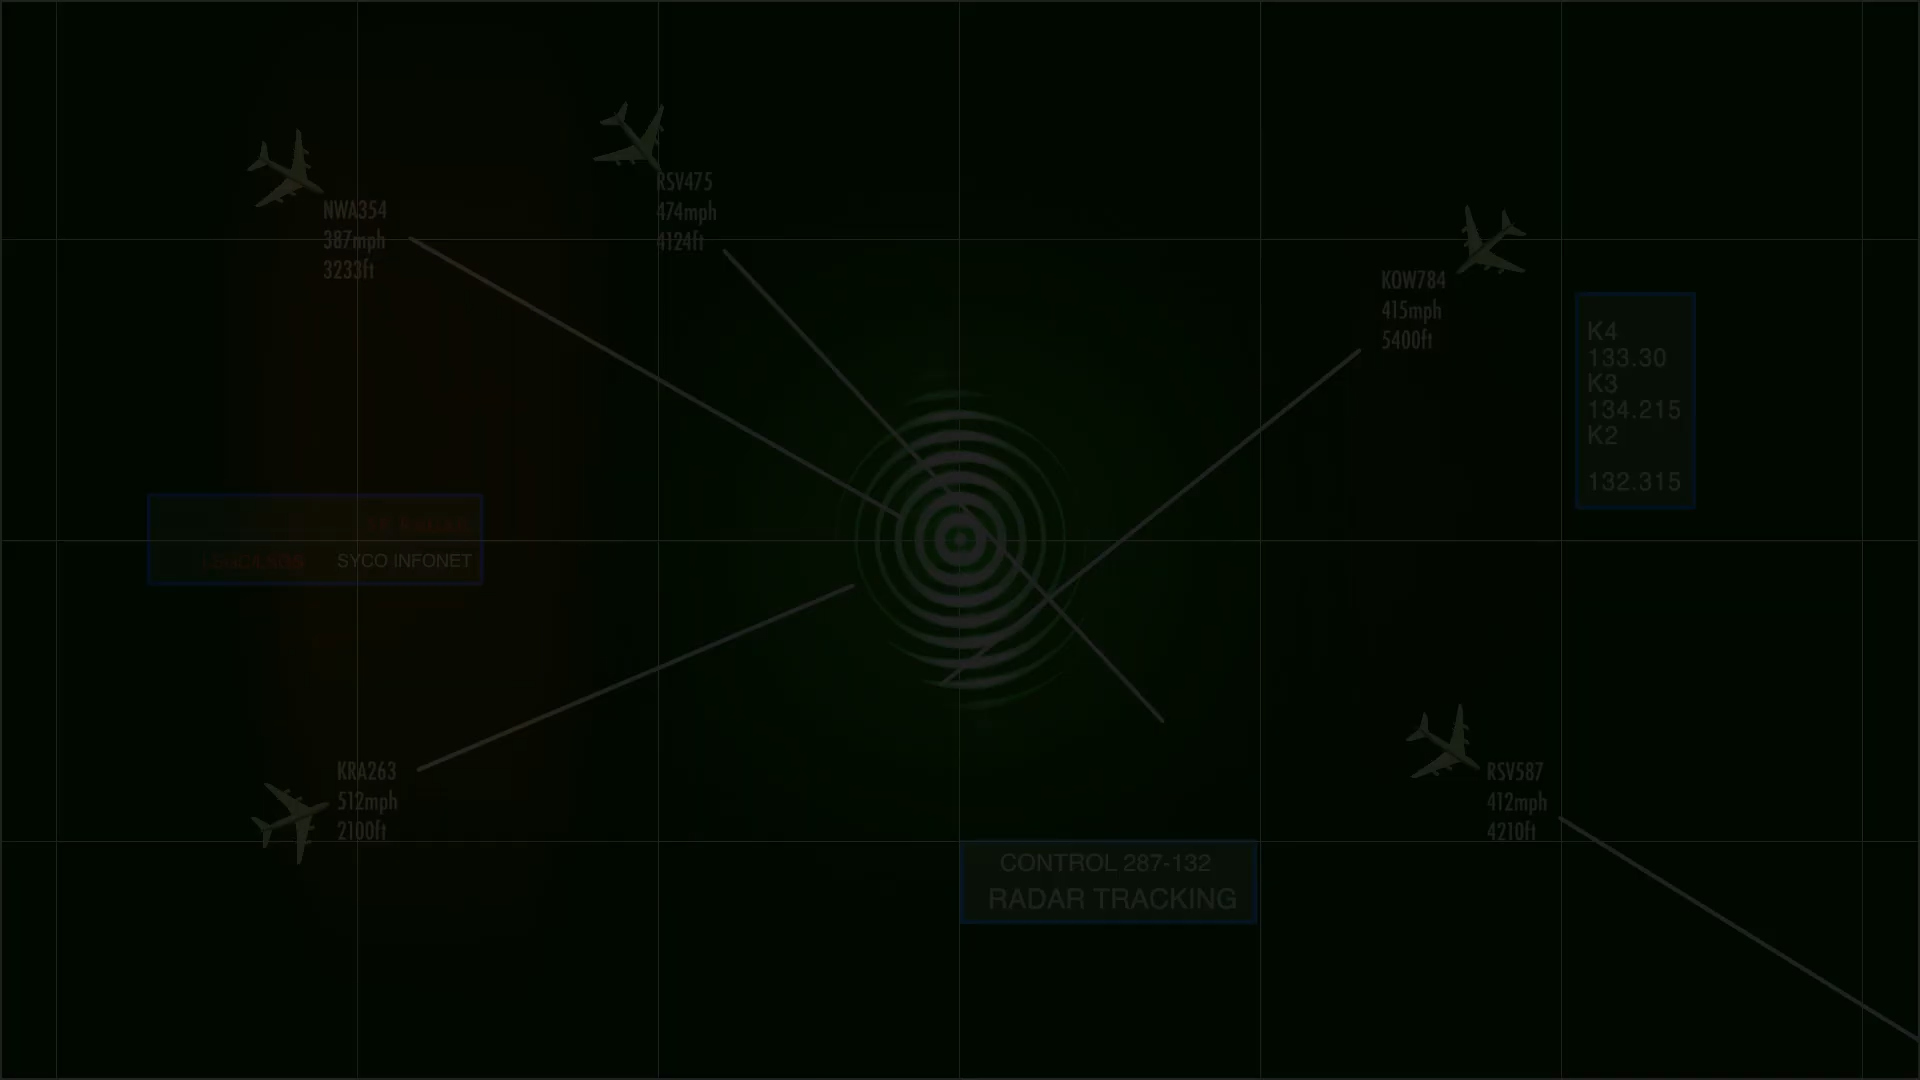 RSV475
474mph
4124ft
NWA354
387mph
3233ft
KOW784
415mph
5400ft
K4
133.30
K3
134.215
K2
132.315
SYCO INFONET
KRA263
512mph
2100ft
RSV587
412mph
4210ft
CONTROL 287-132
RADAR TRACKING